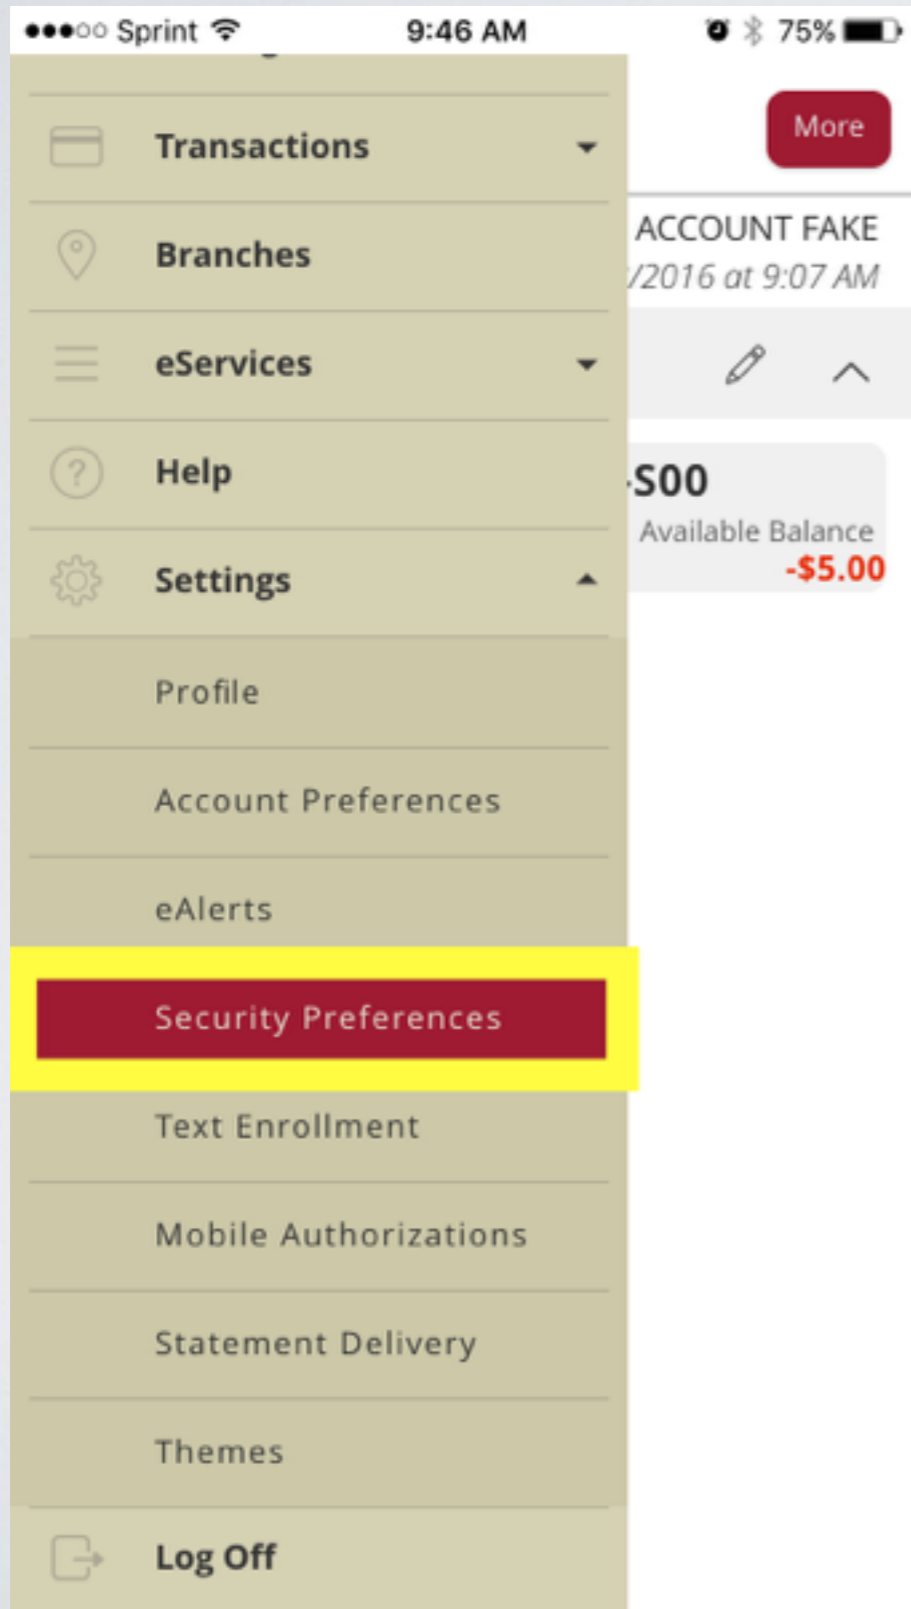 Sprint 9:46 AM 75%
More
Transactions
ACCOUNT FAKE
/2016 at 9:07 AM
Branches
eServices
Help
-S00
Available Balance
-$5.00
Settings
Profile
Account Preferences
eAlerts
Security Preferences
Text Enrollment
Mobile Authorizations
Statement Delivery
Themes
Log Off